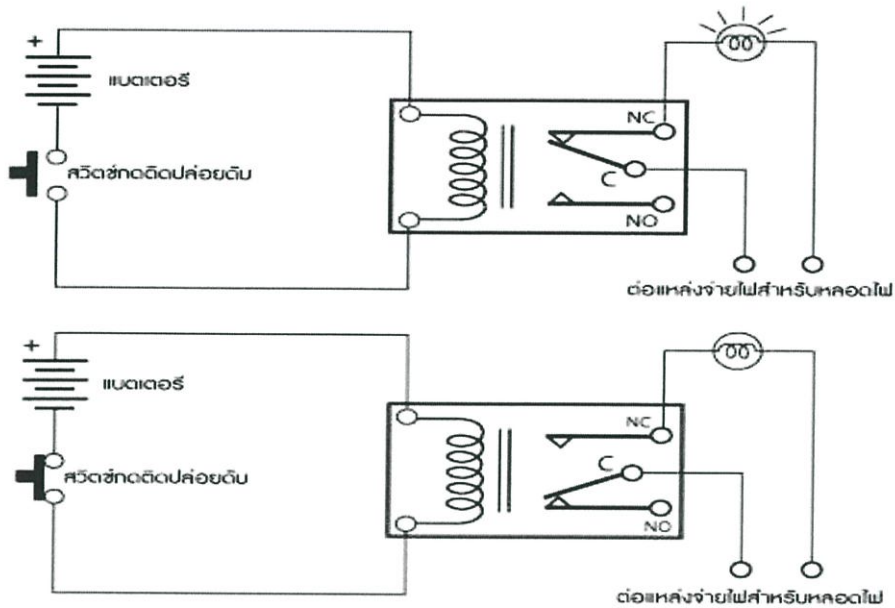 +
แบตเตอรี
สวิตช์กดติดปล่อยดับ
NC
C
NO
ต่อแหล่งจ่ายไฟสำหรับหลอดไฟ
+
แบตเตอรี
สวิตช์กดติดปล่อยดับ
NC
C
NO
ต่อแหล่งจ่ายไฟสำหรับหลอดไฟ